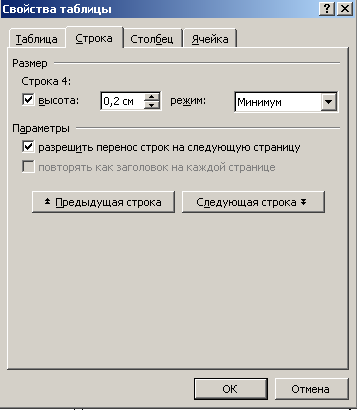 Свойства таблицы
Таблица Строка Столбец Ячейка
Размер
Строка 4:
высота: 0,2 см режим: Минимум
Параметры
разрешить перенос строк на следующую страницу
повторять как заголовок на каждой странице
Предыдущая строка Следующая строка
OK Отмена